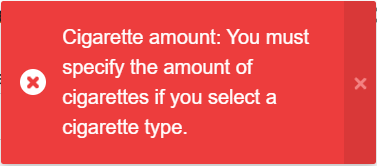 Cigarette amount: You must
specify the amount of
cigarettes if you select a
cigarette type.